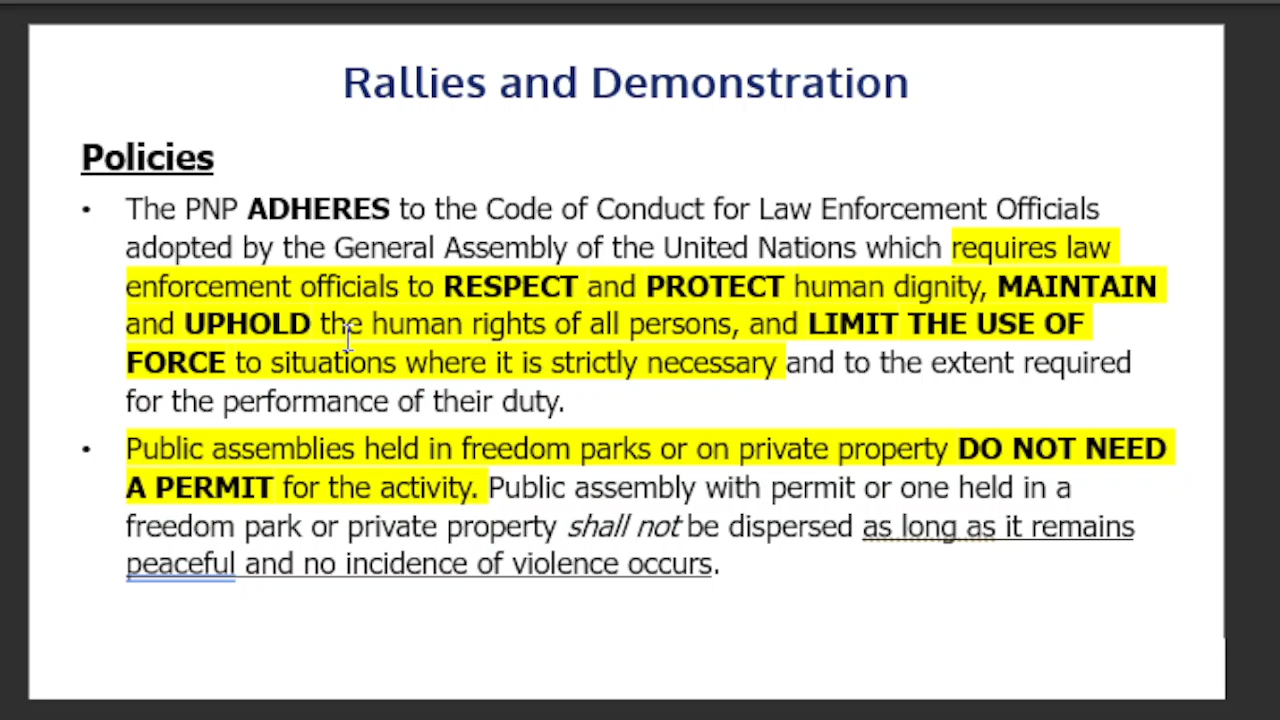 Rallies and Demonstration
Policies
• The PNP ADHERES to the Code of Conduct for Law Enforcement Officials
adopted by the General Assembly of the United Nations which requires law
enforcement officials to RESPECT and PROTECT human dignity, MAINTAIN
and UPHOLD the human rights of all persons, and LIMIT THE USE OF
FORCE to situations where it is strictly necessary and to the extent required
for the performance of their duty.
• Public assemblies held in freedom parks or on private property DO NOT NEED
A PERMIT for the activity. Public assembly with permit or one held in a
freedom park or private property shall not be dispersed as long as it remains
peaceful and no incidence of violence occurs.